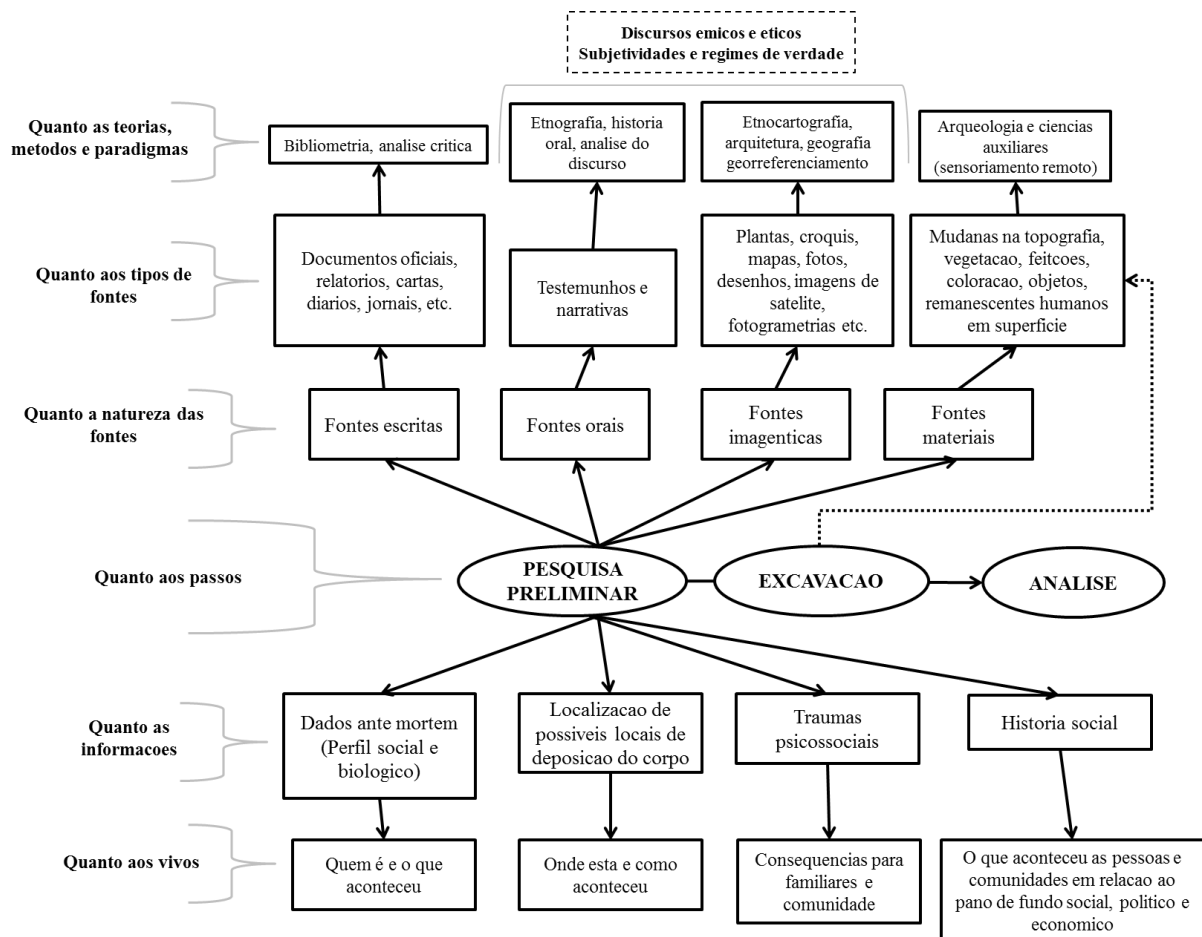 Discursos emicos e eticos
Subjetividades e regimes de verdade
Quanto as teorias,
metodos e paradigmas
Bibliometria, analise critica
Etnografia, historia
oral, analise do
discurso
Etnocartografia,
arquitetura, geografia
georreferenciamento
Arqueologia e ciencias
auxiliares
(sensoriamento remoto)
Quanto aos tipos de
fontes
Documentos oficiais,
relatorios, cartas,
diarios, jornais, etc.
Testemunhos e
narrativas
Plantas, croquis,
mapas, fotos,
desenhos, imagens de
satelite,
fotogrametrias etc.
Mudanas na topografia,
vegetacao, feitcoes,
coloracao, objetos,
remanescentes humanos
em superficie
Quanto a natureza das
fontes
Fontes escritas
Fontes orais
Fontes
imagenticas
Fontes
materiais
Quanto aos passos
PESQUISA
PRELIMINAR
EXCAVACAO
ANALISE
Quanto as
informacoes
Dados ante mortem
(Perfil social e
biologico)
Localizacao de
possiveis locais de
deposicao do corpo
Traumas
psicossociais
Historia social
Quanto aos vivos
Quem é e o que
aconteceu
Onde esta e como
aconteceu
Consequencias para
familiares e
comunidade
O que aconteceu as pessoas e
comunidades em relacao ao
pano de fundo social, politico e
economico